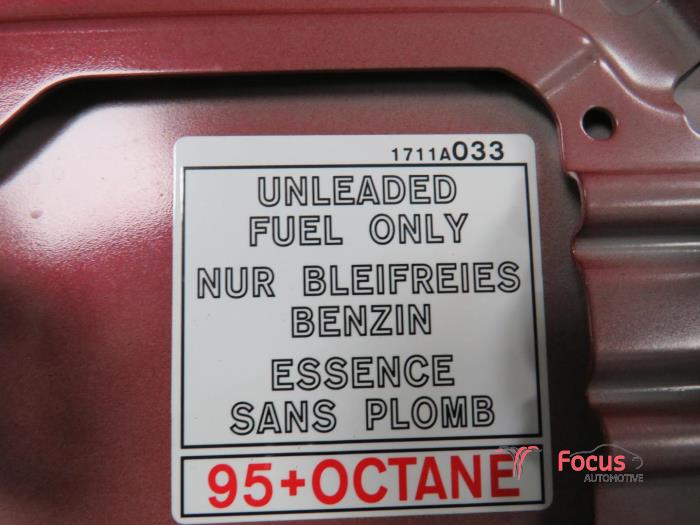 1711A033
UNLEADED
FUEL ONLY
NUR BLEIFREIES
BENZIN
ESSENCE
SANS PLOMB
95+OCTANE
Focus
AUTOMOTIVE